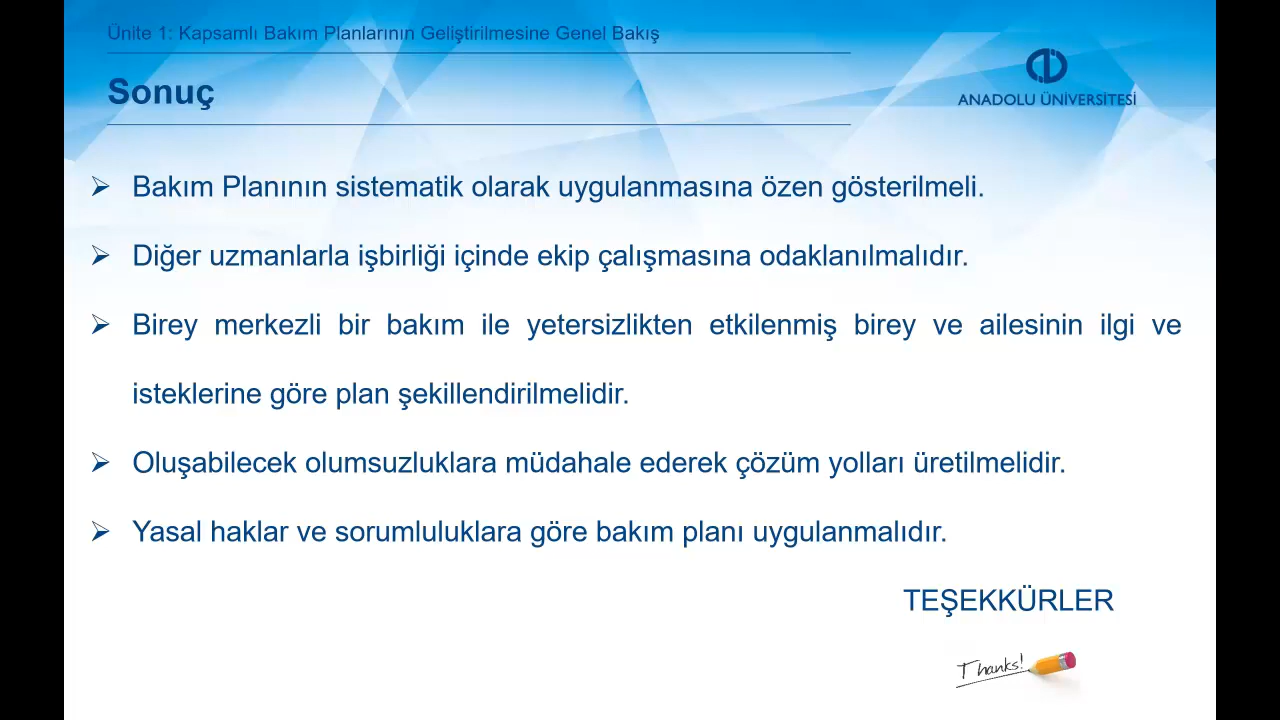 Ünite 1: Kapsamlı Bakım Planlarının Geliştirilmesine Genel Bakış
Sonuç
ANADOLU ÜNİVERSİTESİ
Bakım Planının sistematik olarak uygulanmasına özen gösterilmeli.
Diğer uzmanlarla işbirliği içinde ekip çalışmasına odaklanılmalıdır.
Birey merkezli bir bakım ile yetersizlikten etkilenmiş birey ve ailesinin ilgi ve
isteklerine göre plan şekillendirilmelidir.
Oluşabilecek olumsuzluklara müdahale ederek çözüm yolları üretilmelidir.
Yasal haklar ve sorumluluklara göre bakım planı uygulanmalıdır.
TEŞEKKÜRLER
Thanks!